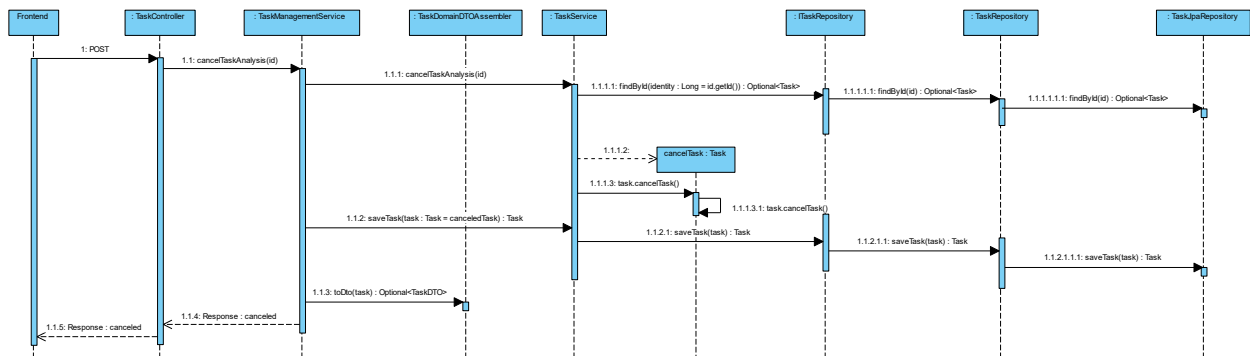 Frontend
: TaskController
: TaskManagementService
: TaskDomainDTOAssembler
: TaskService
: ITaskRepository
: TaskRepository
: TaskJpaRepository
1: POST
1.1: cancelTaskAnalysis(id)
1.1.1: cancelTaskAnalysis(id)
1.1.1.1: findById(identity : Long = id.getId()) : Optional<Task>
1.1.1.1.1: findById(id) : Optional<Task>
1.1.1.1.1.1: findById(id) : Optional<Task>
1.1.1.2:
cancelTask : Task
1.1.1.3: task.cancelTask()
1.1.1.3.1: task.cancelTask()
1.1.2: saveTask(task : Task = canceledTask) : Task
1.1.2.1: saveTask(task) : Task
1.1.2.1.1: saveTask(task) : Task
1.1.2.1.1.1: saveTask(task) : Task
1.1.3: toDto(task) : Optional<TaskDTO>
1.1.4: Response : canceled
1.1.5: Response : canceled